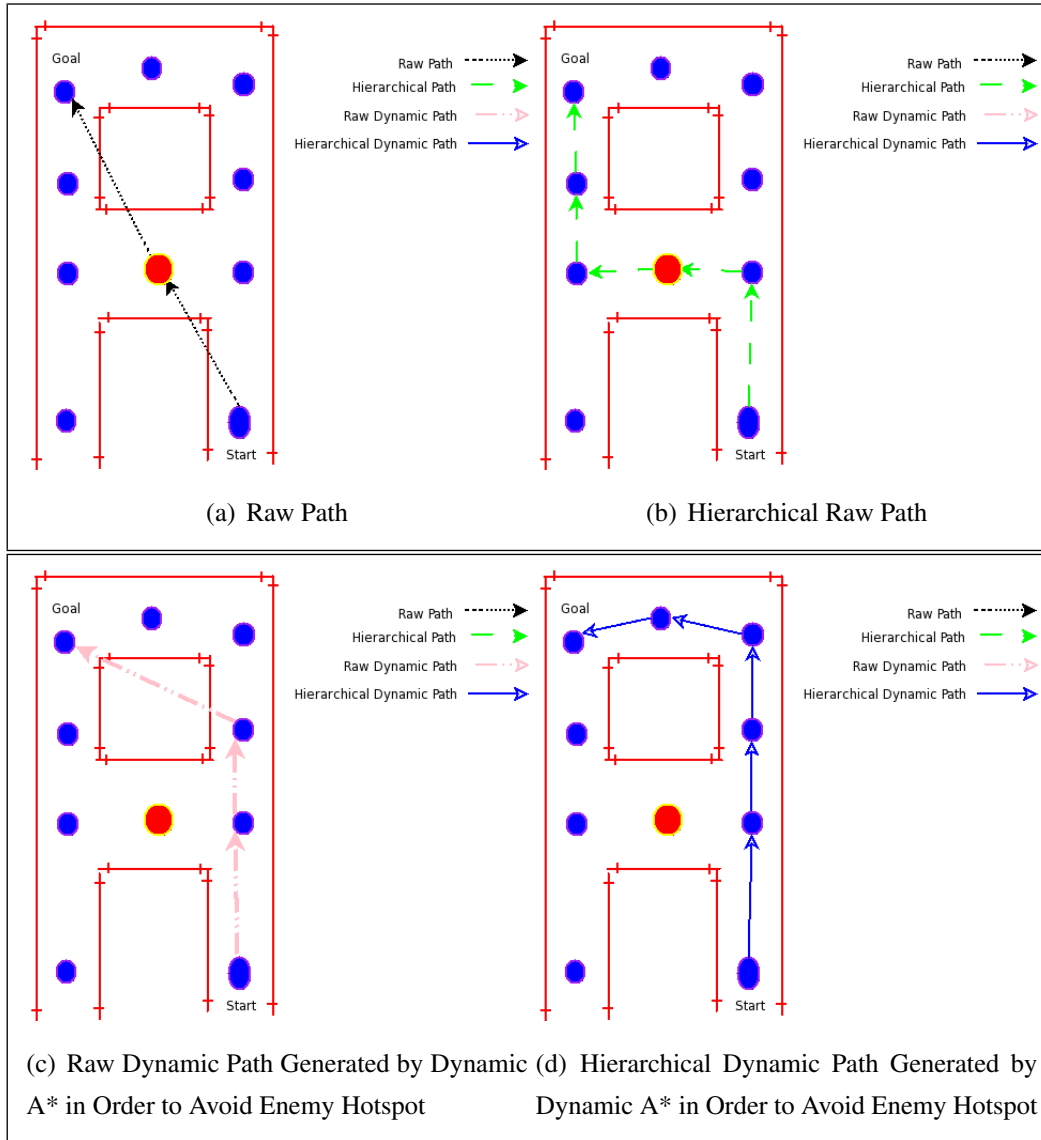 Goal
Raw Path
Hierarchical Path
Raw Dynamic Path
Hierarchical Dynamic Path
Start
(a) Raw Path
Goal
Raw Path
Hierarchical Path
Raw Dynamic Path
Hierarchical Dynamic Path
Start
(b) Hierarchical Raw Path
Goal
Raw Path
Hierarchical Path
Raw Dynamic Path
Hierarchical Dynamic Path
Start
(c) Raw Dynamic Path Generated by Dynamic
A* in Order to Avoid Enemy Hotspot
Goal
Raw Path
Hierarchical Path
Raw Dynamic Path
Hierarchical Dynamic Path
Start
(d) Hierarchical Dynamic Path Generated by
Dynamic A* in Order to Avoid Enemy Hotspot